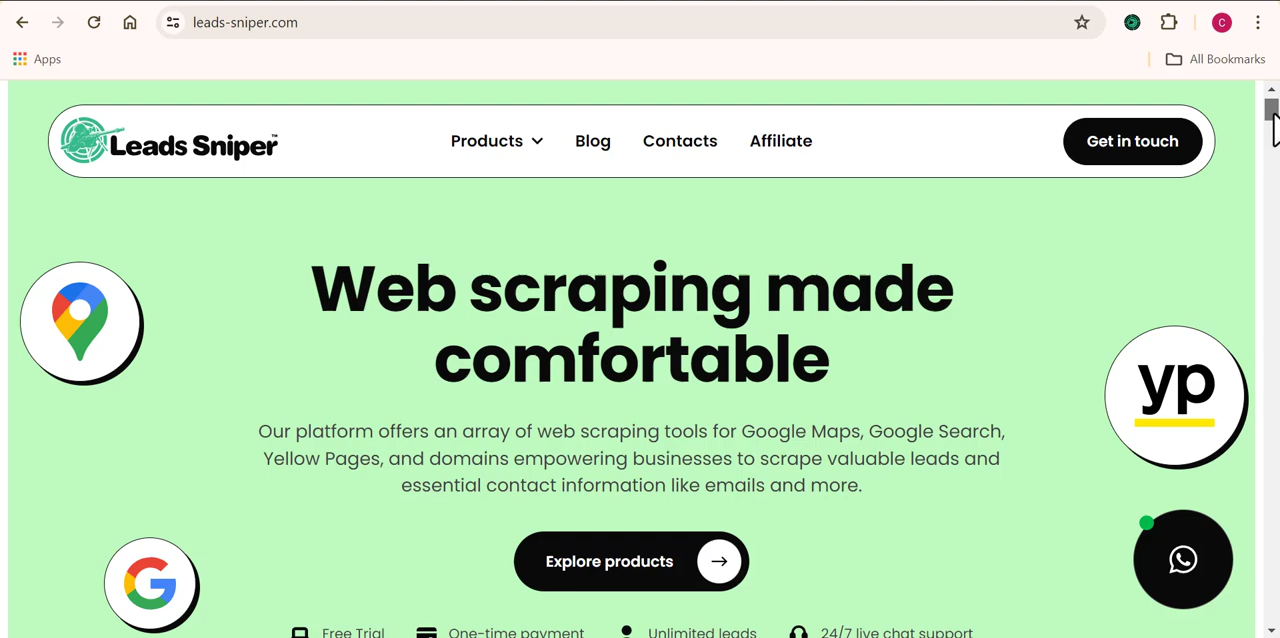 leads-sniper.com
C
Apps
All Bookmarks
Leads Sniper™
Products
Blog
Contacts
Affiliate
Get in touch
Web scraping made
comfortable
yp
Our platform offers an array of web scraping tools for Google Maps, Google Search,
Yellow Pages, and domains empowering businesses to scrape valuable leads and
essential contact information like emails and more.
Explore products
G
Free Trial
One-time payment
Unlimited leads
24/7 live chat support